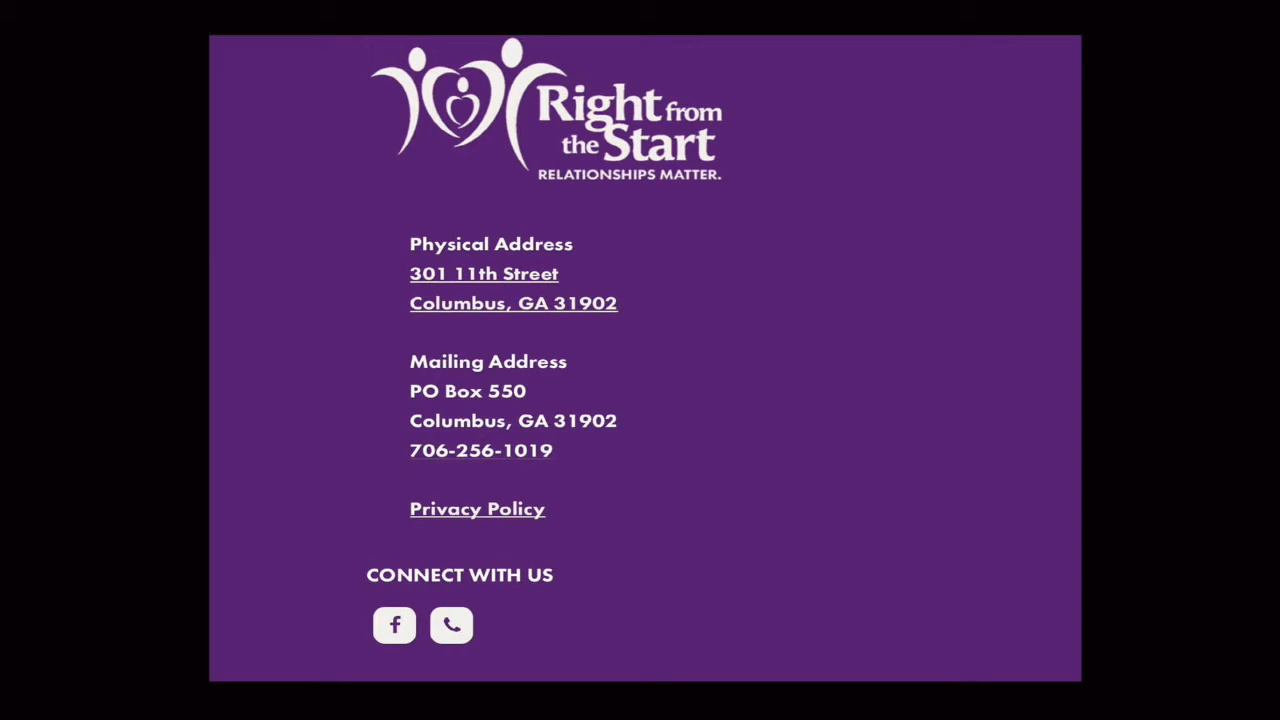 Right from
the Start
RELATIONSHIPS MATTER.
Physical Address
301 11th Street
Columbus, GA 31902
Mailing Address
PO Box 550
Columbus, GA 31902
706-256-1019
Privacy Policy
CONNECT WITH US